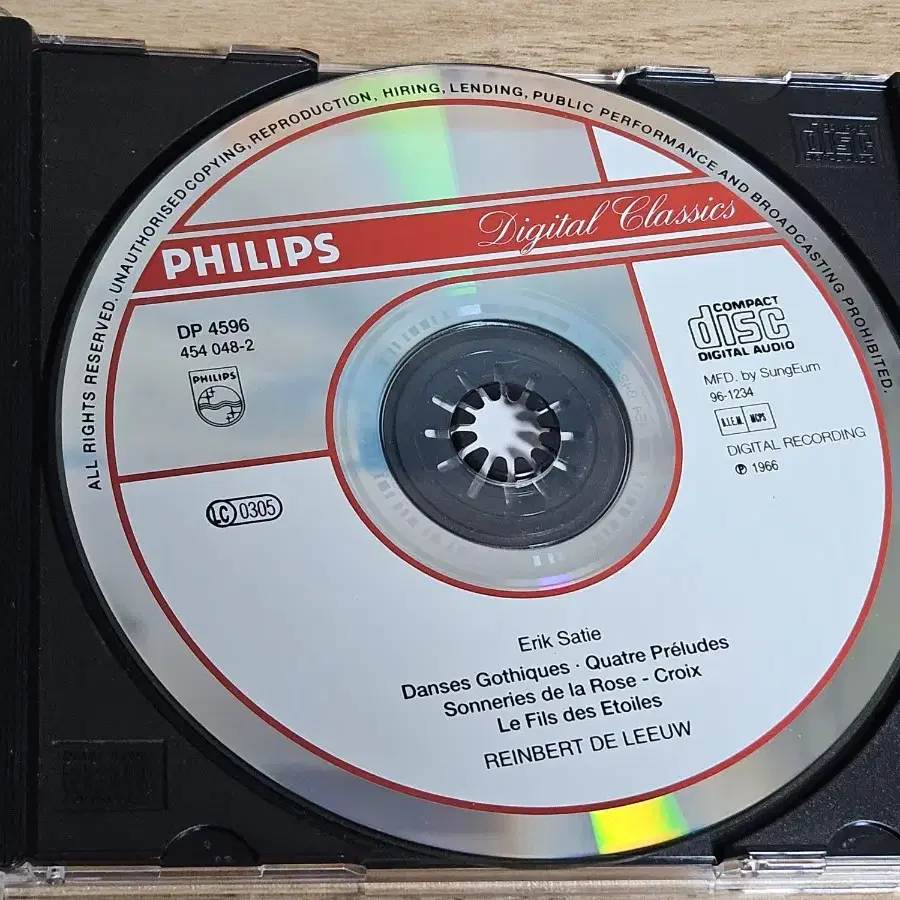 ALL RIGHTS RESERVED. UNAUTHORISED COPYING, REPRODUCTION, HIRING, LENDING, PUBLIC PERFORMANCE AND BROADCASTING PROHIBITED.
PHILIPS
Digital Classics
DP 4596
454 048-2
PHILIPS
COMPACT
disc
DIGITAL AUDIO
MFD. by SungEum
96-1234
B.I.E.M. MCPS
DIGITAL RECORDING
℗ 1966
LC 0305
Erik Satie
Danses Gothiques · Quatre Préludes
Sonneries de la Rose - Croix
Le Fils des Etoiles
REINBERT DE LEEUW
disc